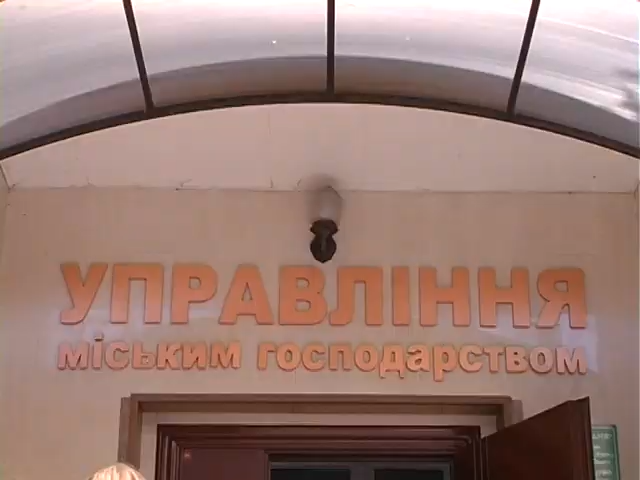 УПРАВЛІННЯ
міським господарством